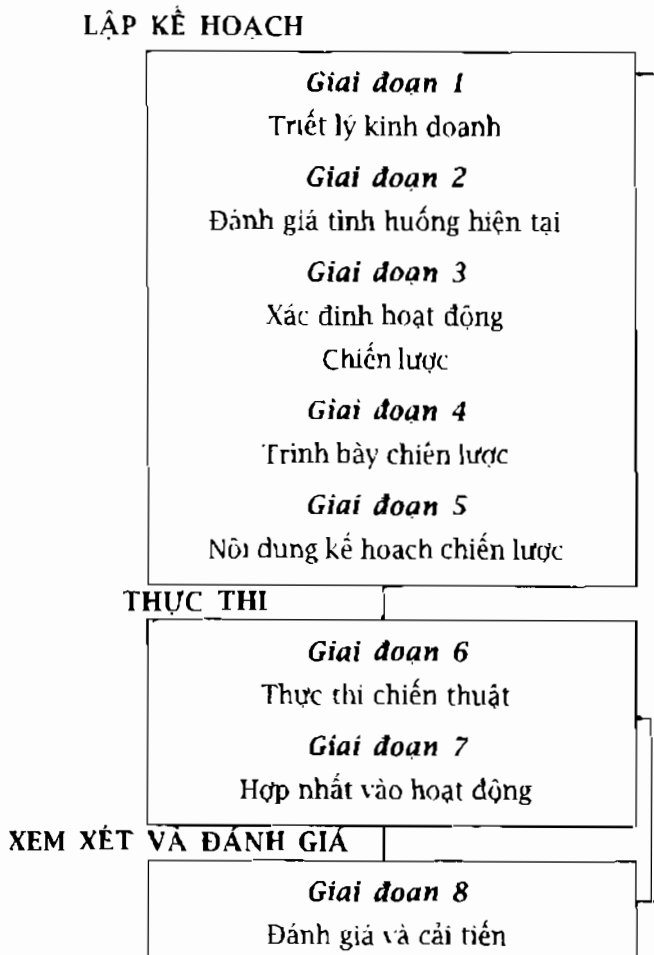 LẬP KẾ HOẠCH
Giai đoạn 1
Triết lý kinh doanh
Giai đoạn 2
Đánh giá tình huống hiện tại
Giai đoạn 3
Xác định hoạt động
Chiến lược
Giai đoạn 4
Trình bày chiến lược
Giai đoạn 5
Nội dung kế hoạch chiến lược
THỰC THI
Giai đoạn 6
Thực thi chiến thuật
Giai đoạn 7
Hợp nhất vào hoạt động
XEM XÉT VÀ ĐÁNH GIÁ
Giai đoạn 8
Đánh giá và cải tiến